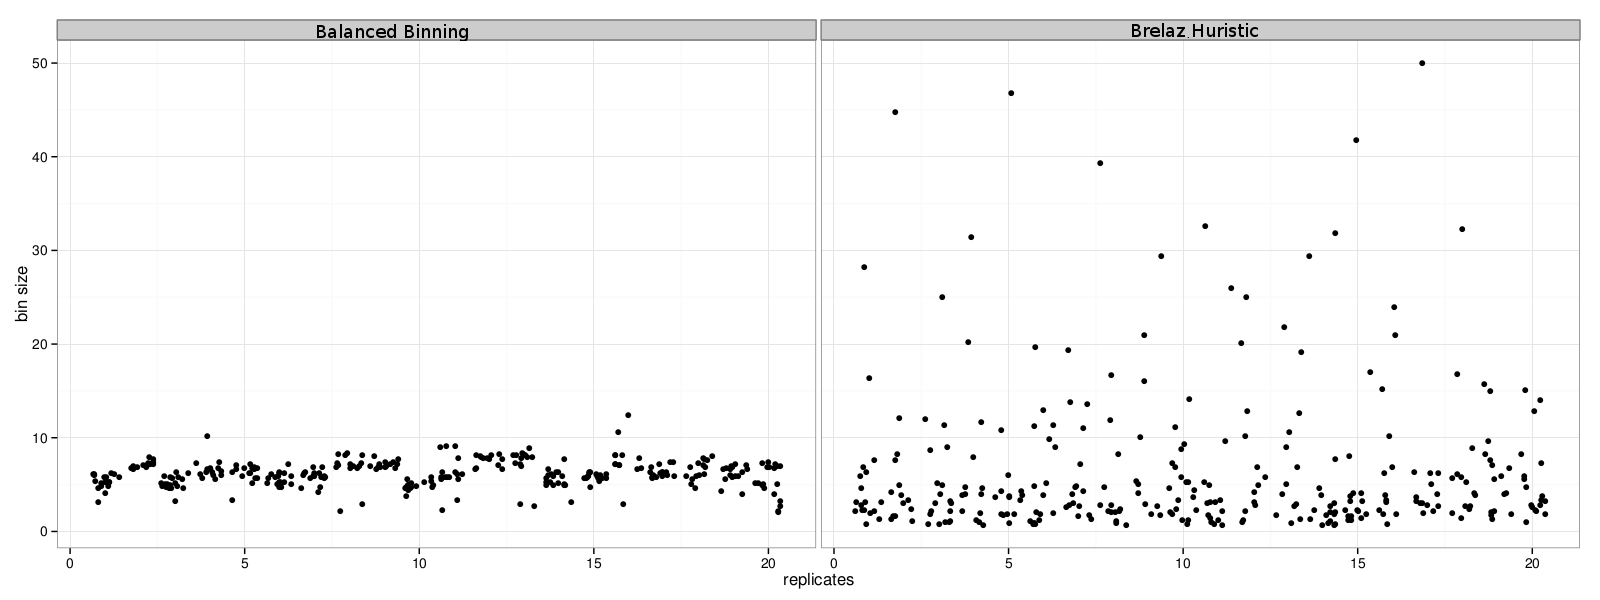 Balanced Binning
Brelaz Huristic
bin size
50
40
30
20
10
0
0 5 10 15 20
0 5 10 15 20
replicates